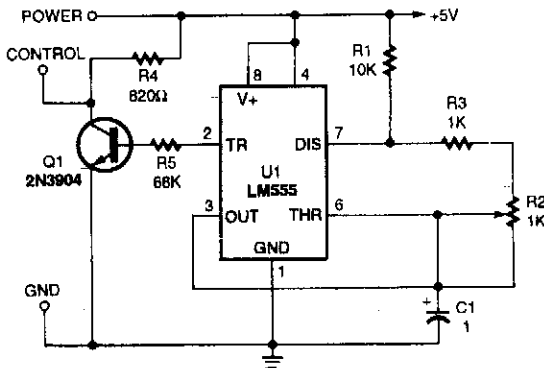 POWER
+5V
CONTROL
R4
820Ω
R1
10K
8
4
V+
R3
1K
2
TR
DIS
7
Q1
2N3904
R5
68K
U1
LM555
3
OUT
THR
6
R2
1K
GND
1
GND
+
C1
1